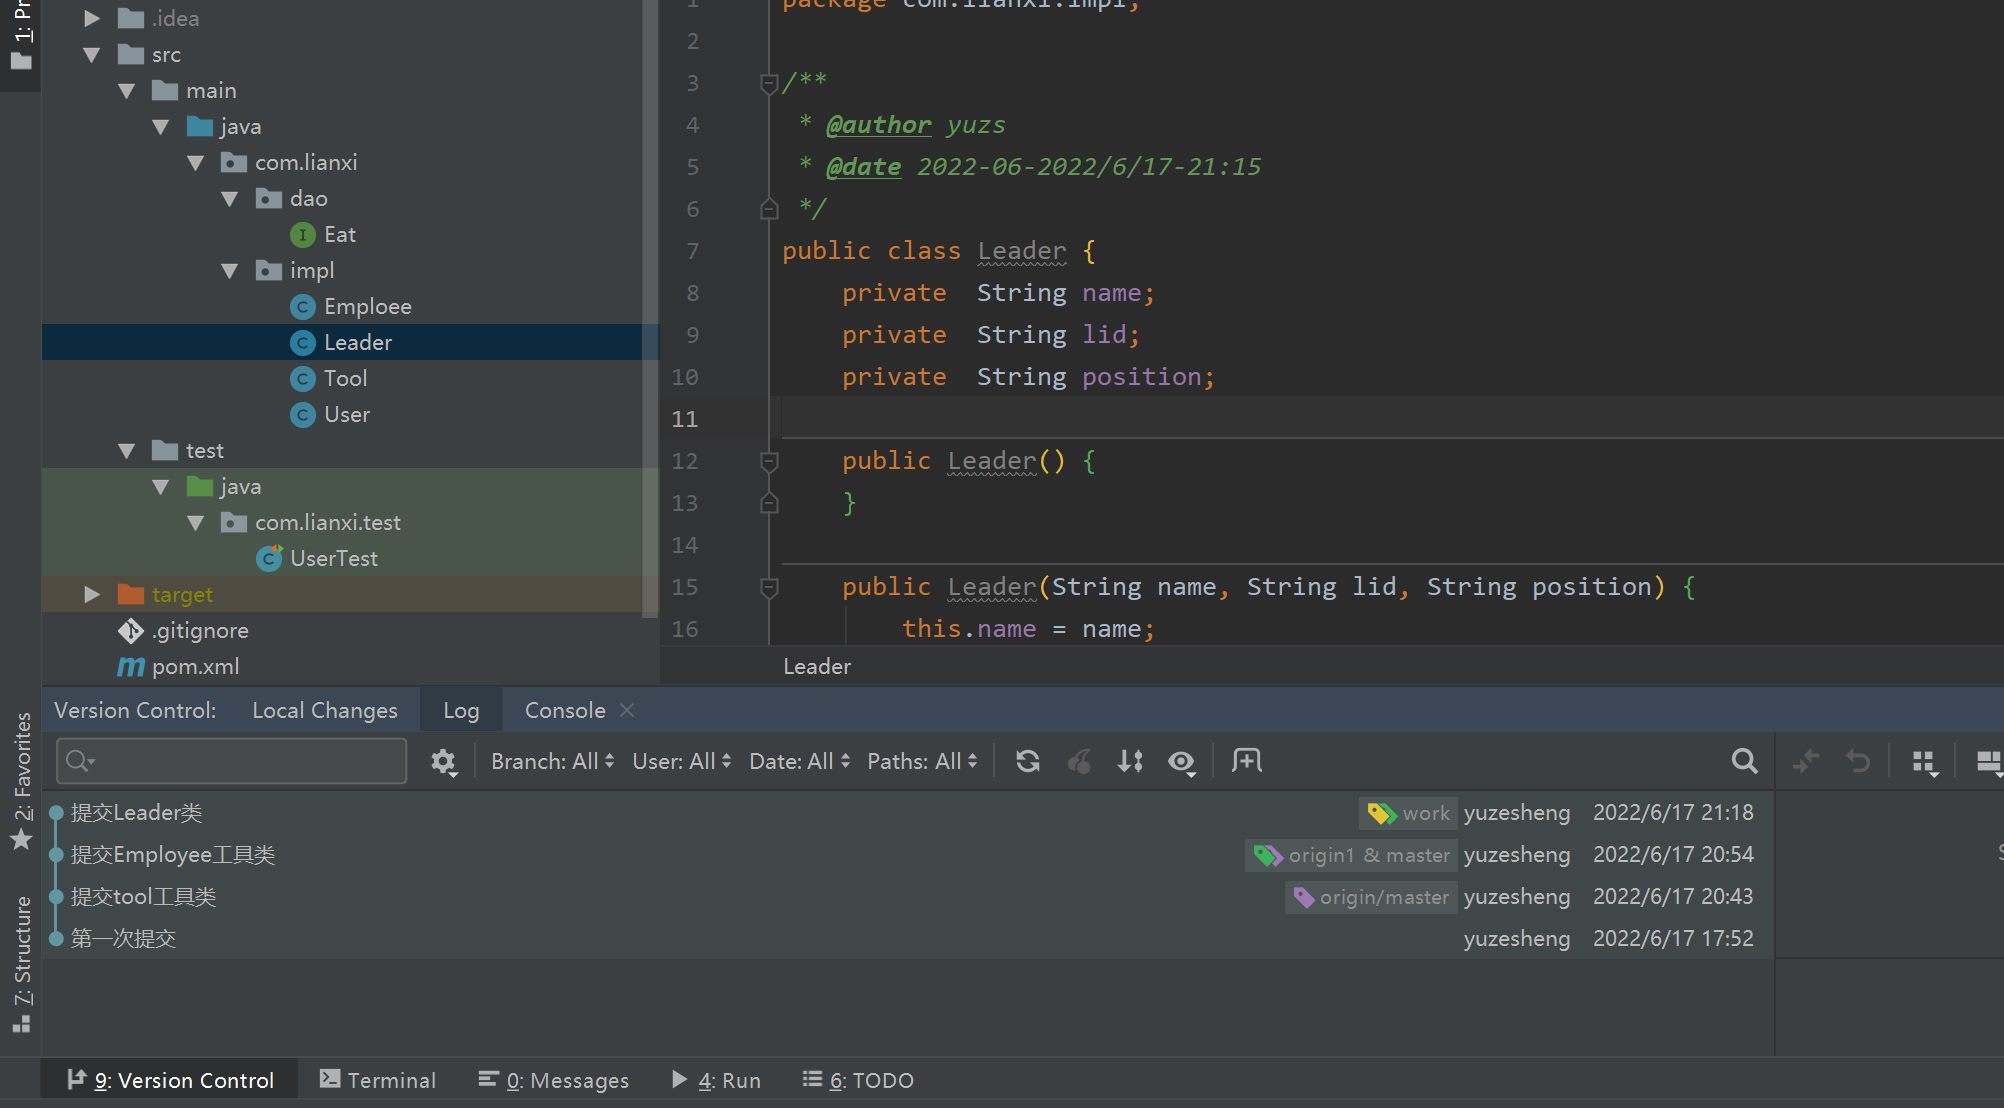 1: Pr
.idea
src
main
java
com.lianxi
dao
Eat
impl
Emploee
Leader
Tool
User
test
java
com.lianxi.test
UserTest
target
.gitignore
pom.xml
1 package com.lianxi.impl;
2
3 /**
4 * @author yuzs
5 * @date 2022-06-2022/6/17-21:15
6 */
7 public class Leader {
8 private  String name;
9 private  String lid;
10 private  String position;
11
12 public Leader() {
13 }
14
15 public Leader(String name, String lid, String position) {
16 this.name = name;
Leader
Version Control: Local Changes Log Console
Branch: All User: All Date: All Paths: All
提交Leader类 work yuzesheng 2022/6/17 21:18
提交Employee工具类 origin1 & master yuzesheng 2022/6/17 20:54
提交tool工具类 origin/master yuzesheng 2022/6/17 20:43
第一次提交 yuzesheng 2022/6/17 17:52
2: Favorites
7: Structure
9: Version Control Terminal 0: Messages 4: Run 6: TODO